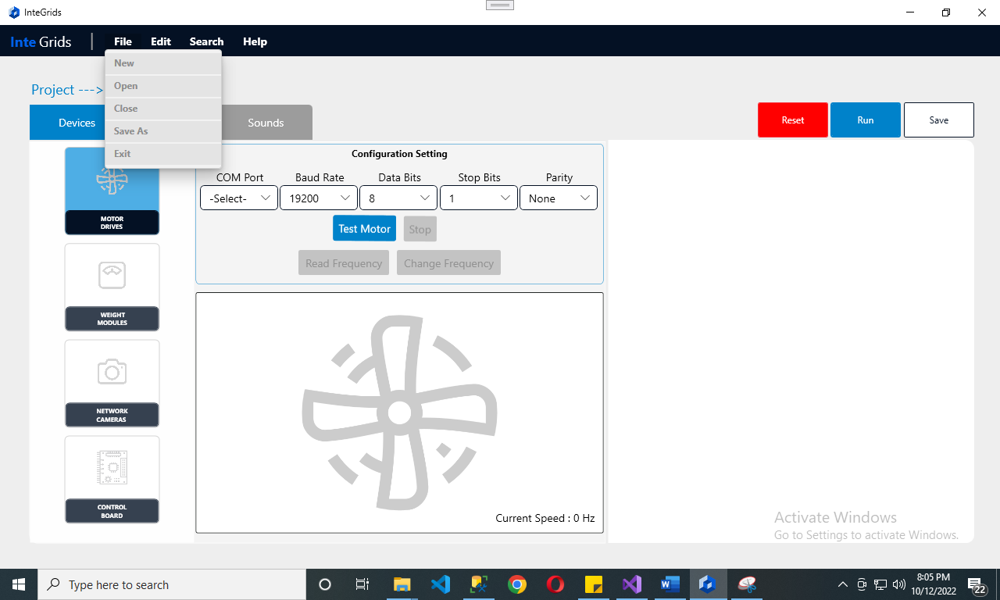 InteGrids
Inte Grids | File Edit Search Help
New
Open
Close
Save As
Exit
Project --->
Devices
Sounds
Reset
Run
Save
MOTOR
DRIVES
WEIGHT
MODULES
NETWORK
CAMERAS
CONTROL
BOARD
Configuration Setting
COM Port Baud Rate Data Bits Stop Bits Parity
-Select- 19200 8 1 None
Test Motor Stop
Read Frequency Change Frequency
Current Speed : 0 Hz
Activate Windows
Go to Settings to activate Windows.
Type here to search
8:05 PM
10/12/2022
22